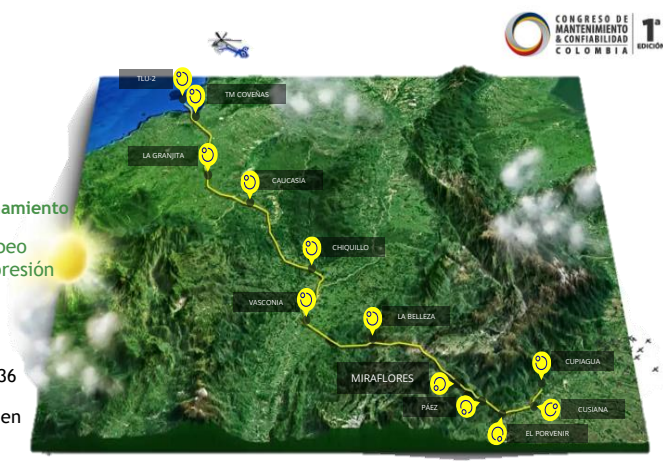 CONGRESO DE
MANTENIMIENTO
& CONFIABILIDAD
COLOMBIA
1a
EDICIÓN
TLU-2
TM COVEÑAS
LA GRANJITA
CAUCASIA
amiento
peo
presión
CHIQUILLO
VASCONIA
LA BELLEZA
CUPIAGUA
36
MIRAFLORES
PAEZ
CUSIANA
en
EL PORVENIR